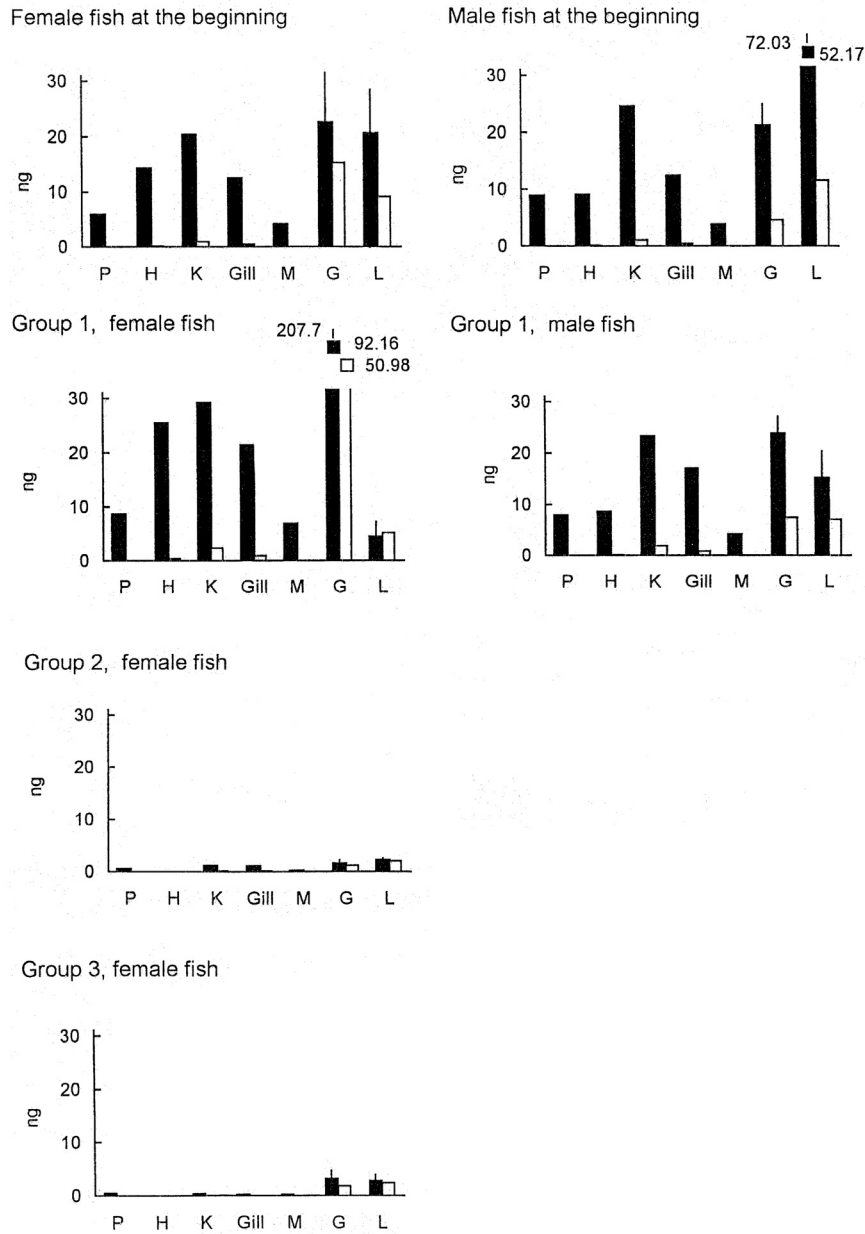 Female fish at the beginning
30
20
10
0
ng
P H K Gill M G L
Male fish at the beginning
72.03 52.17
30
20
10
0
ng
P H K Gill M G L
Group 1, female fish
207.7 92.16
50.98
30
20
10
0
ng
P H K Gill M G L
Group 1, male fish
30
20
10
0
ng
P H K Gill M G L
Group 2, female fish
30
20
10
0
ng
P H K Gill M G L
Group 3, female fish
30
20
10
0
ng
P H K Gill M G L